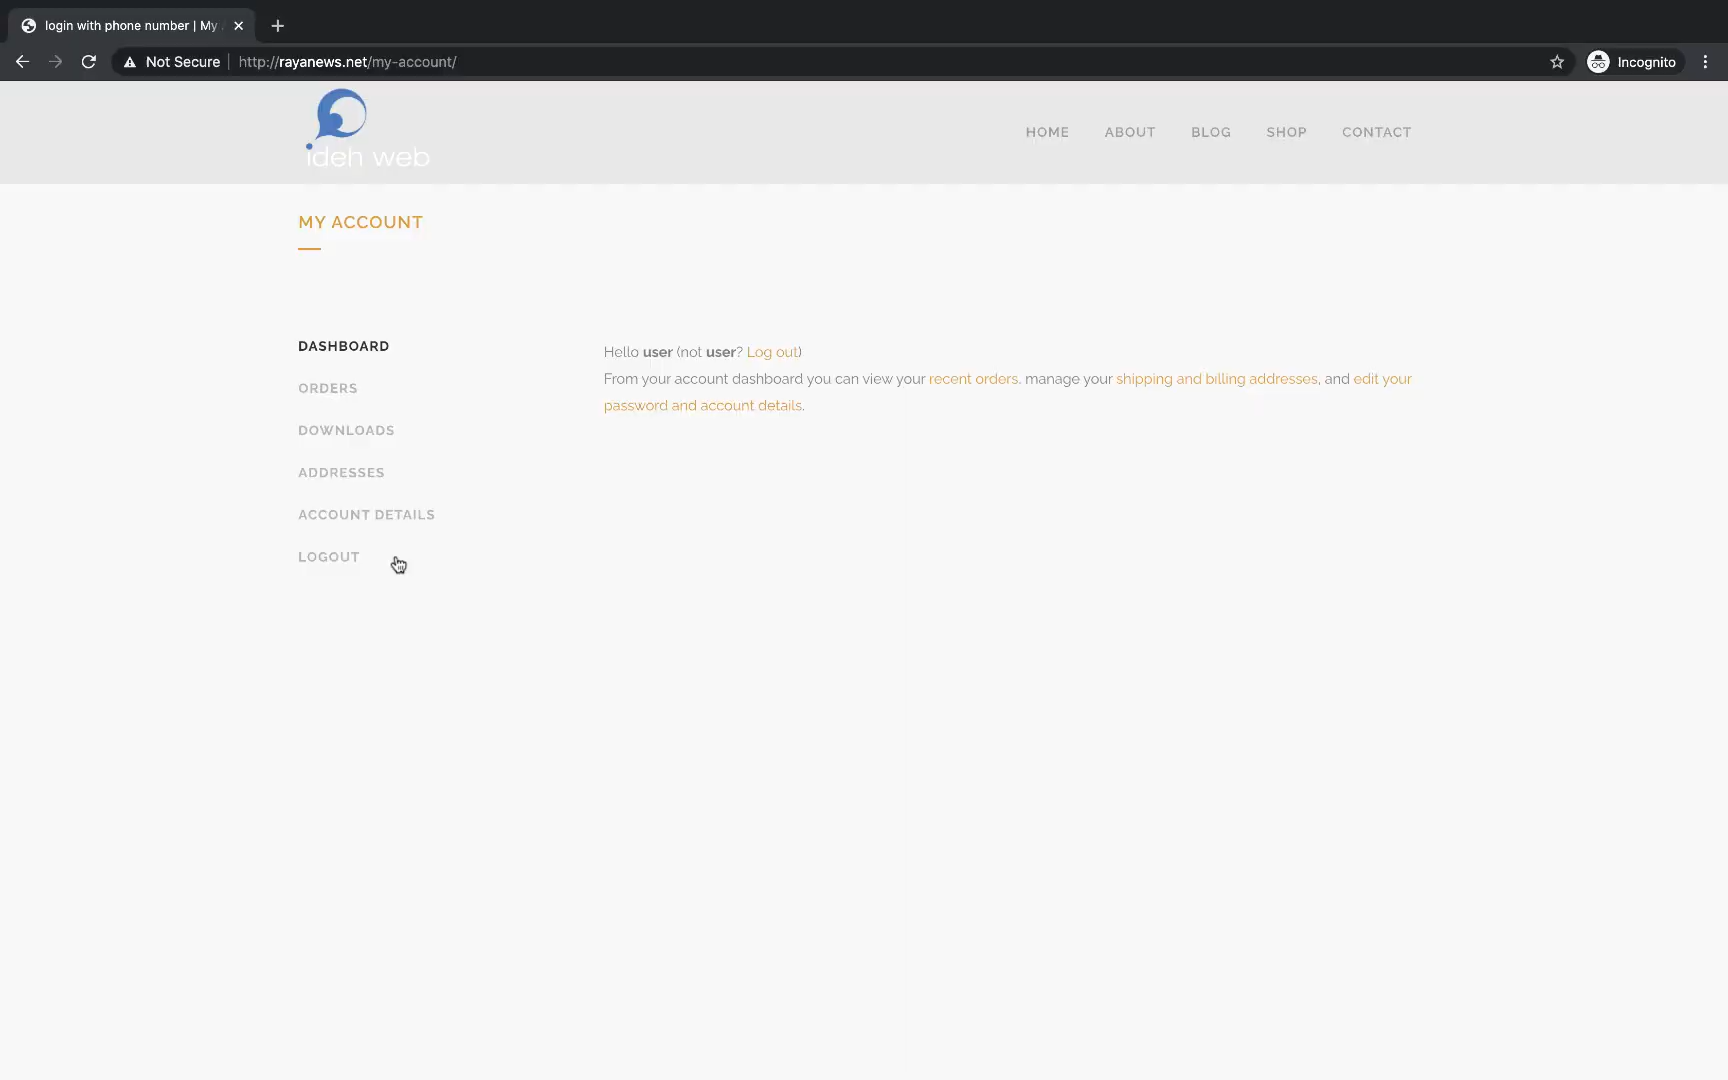 login with phone number | My
Not Secure
http://rayanews.net/my-account/
Incognito
ideh web
HOME
ABOUT
BLOG
SHOP
CONTACT
MY ACCOUNT
DASHBOARD
ORDERS
DOWNLOADS
ADDRESSES
ACCOUNT DETAILS
LOGOUT
Hello user (not user? Log out)
From your account dashboard you can view your recent orders, manage your shipping and billing addresses, and edit your
password and account details.